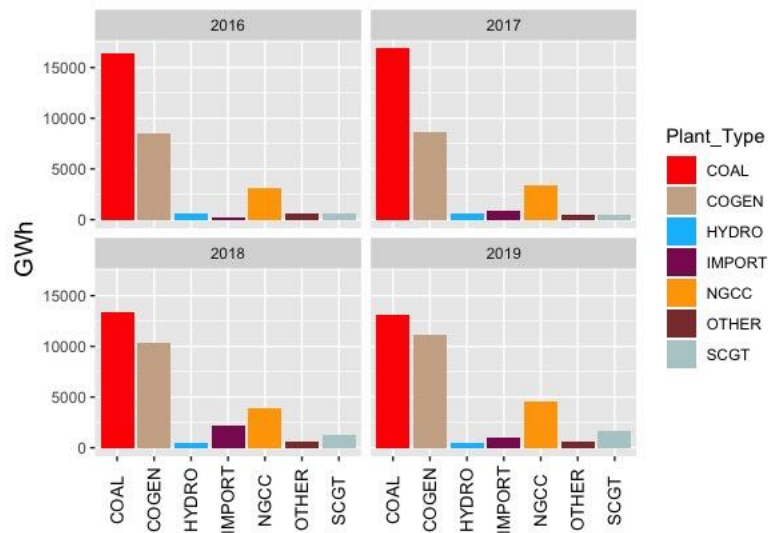 2016
2017
15000
10000
5000
0
GWh
2018
2019
15000
10000
5000
0
COAL
COGEN
HYDRO
IMPORT
NGCC
OTHER
SCGT
COAL
COGEN
HYDRO
IMPORT
NGCC
OTHER
SCGT
Plant_Type
COAL
COGEN
HYDRO
IMPORT
NGCC
OTHER
SCGT